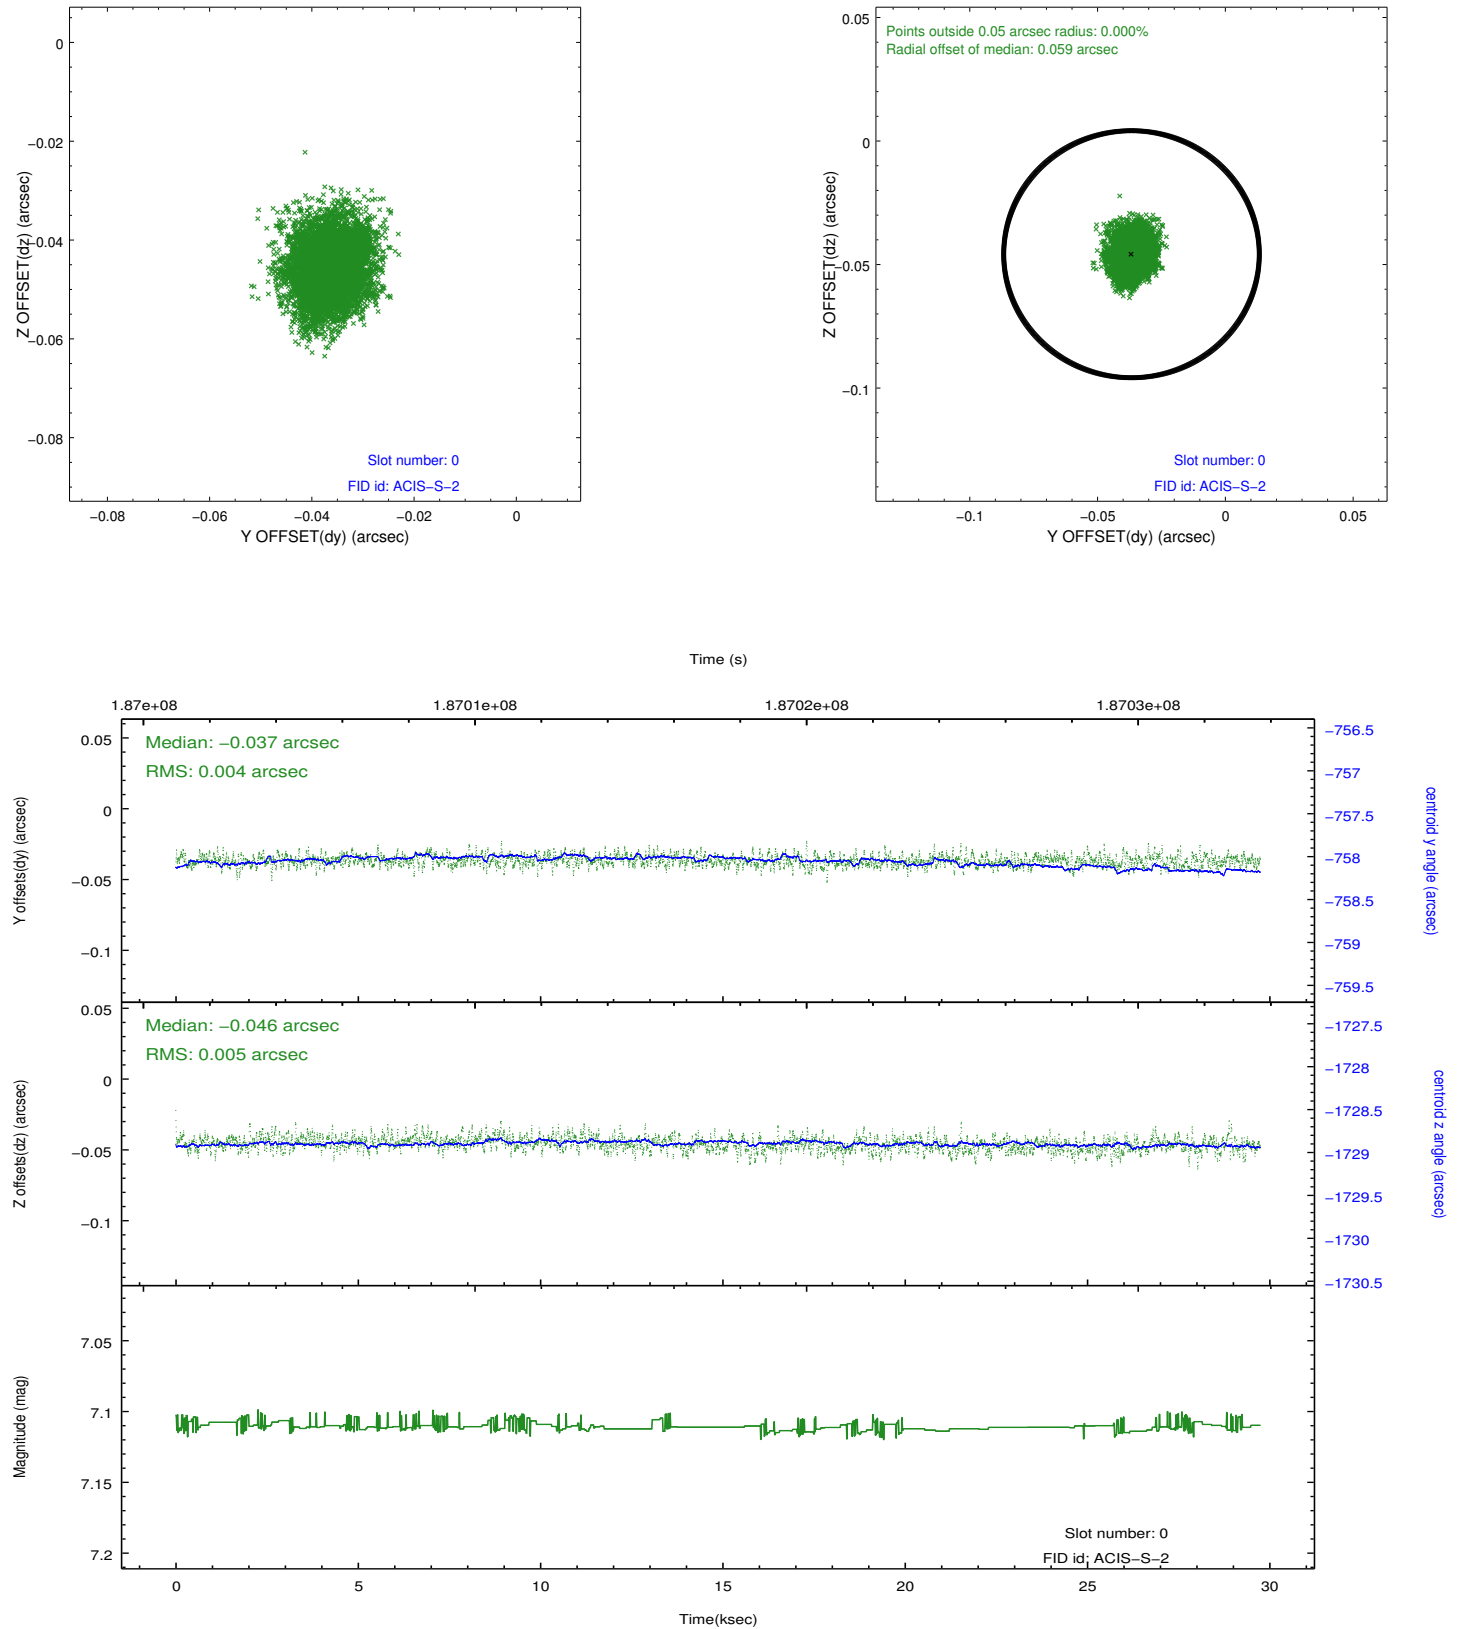 0
−0.02
−0.04
−0.06
−0.08
Z OFFSET(dz) (arcsec)
Slot number: 0
FID id: ACIS−S−2
−0.08
−0.06
−0.04
−0.02
0
Y OFFSET(dy) (arcsec)
0.05
0
−0.05
−0.1
Z OFFSET(dz) (arcsec)
Points outside 0.05 arcsec radius: 0.000%
Radial offset of median: 0.059 arcsec
Slot number: 0
FID id: ACIS−S−2
−0.1
−0.05
0
0.05
Y OFFSET(dy) (arcsec)
Time (s)
1.87e+08
1.8701e+08
1.8702e+08
1.8703e+08
Y offsets(dy) (arcsec)
0.05
0
−0.05
−0.1
Median: −0.037 arcsec
RMS: 0.004 arcsec
−756.5
−757
−757.5
−758
−758.5
−759
−759.5
centroid y angle (arcsec)
Z offsets(dz) (arcsec)
0.05
0
−0.05
−0.1
Median: −0.046 arcsec
RMS: 0.005 arcsec
−1727.5
−1728
−1728.5
−1729
−1729.5
−1730
−1730.5
centroid z angle (arcsec)
Magnitude (mag)
7.05
7.1
7.15
7.2
Slot number: 0
FID id: ACIS−S−2
0
5
10
15
20
25
30
Time(ksec)